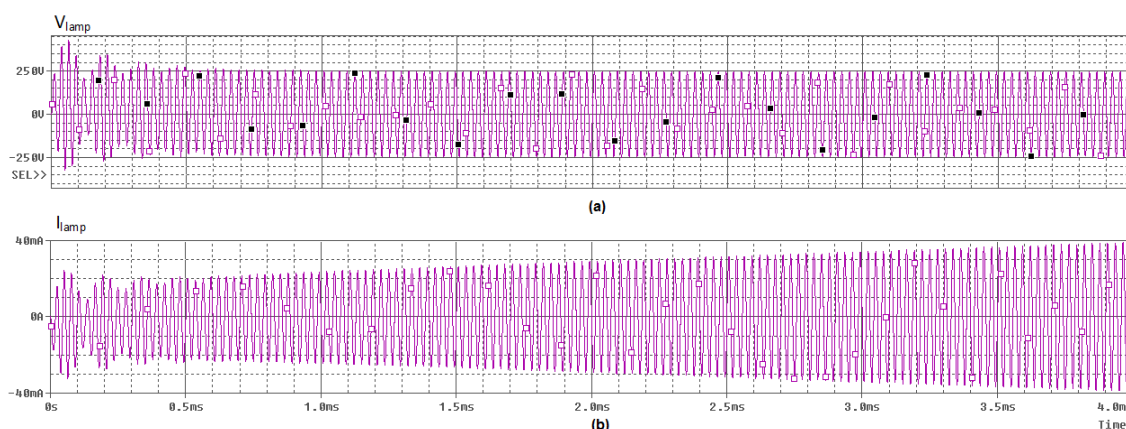 Vlamp
250V
0V
-250V
SEL>>
(a)
Ilamp
40mA
0A
-40mA
0s 0.5ms 1.0ms 1.5ms 2.0ms 2.5ms 3.0ms 3.5ms 4.0m
(b)
Time